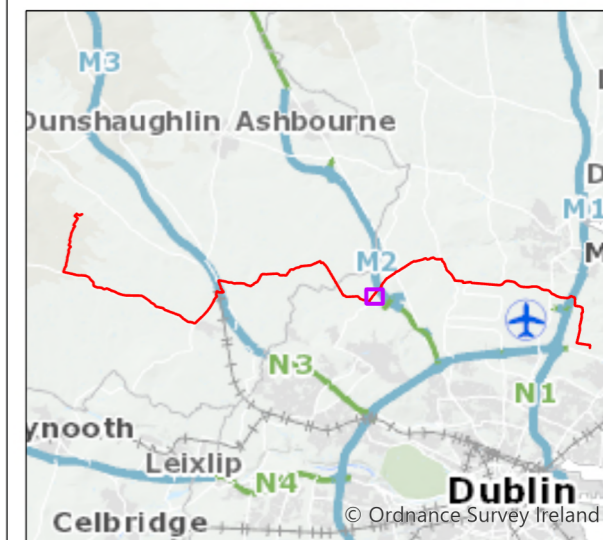 M3
Dunshaughlin Ashbourne
M1
M2
N3
N1
ynooth
Leixlip
N4
Dublin
Celbridge
© Ordnance Survey Ireland